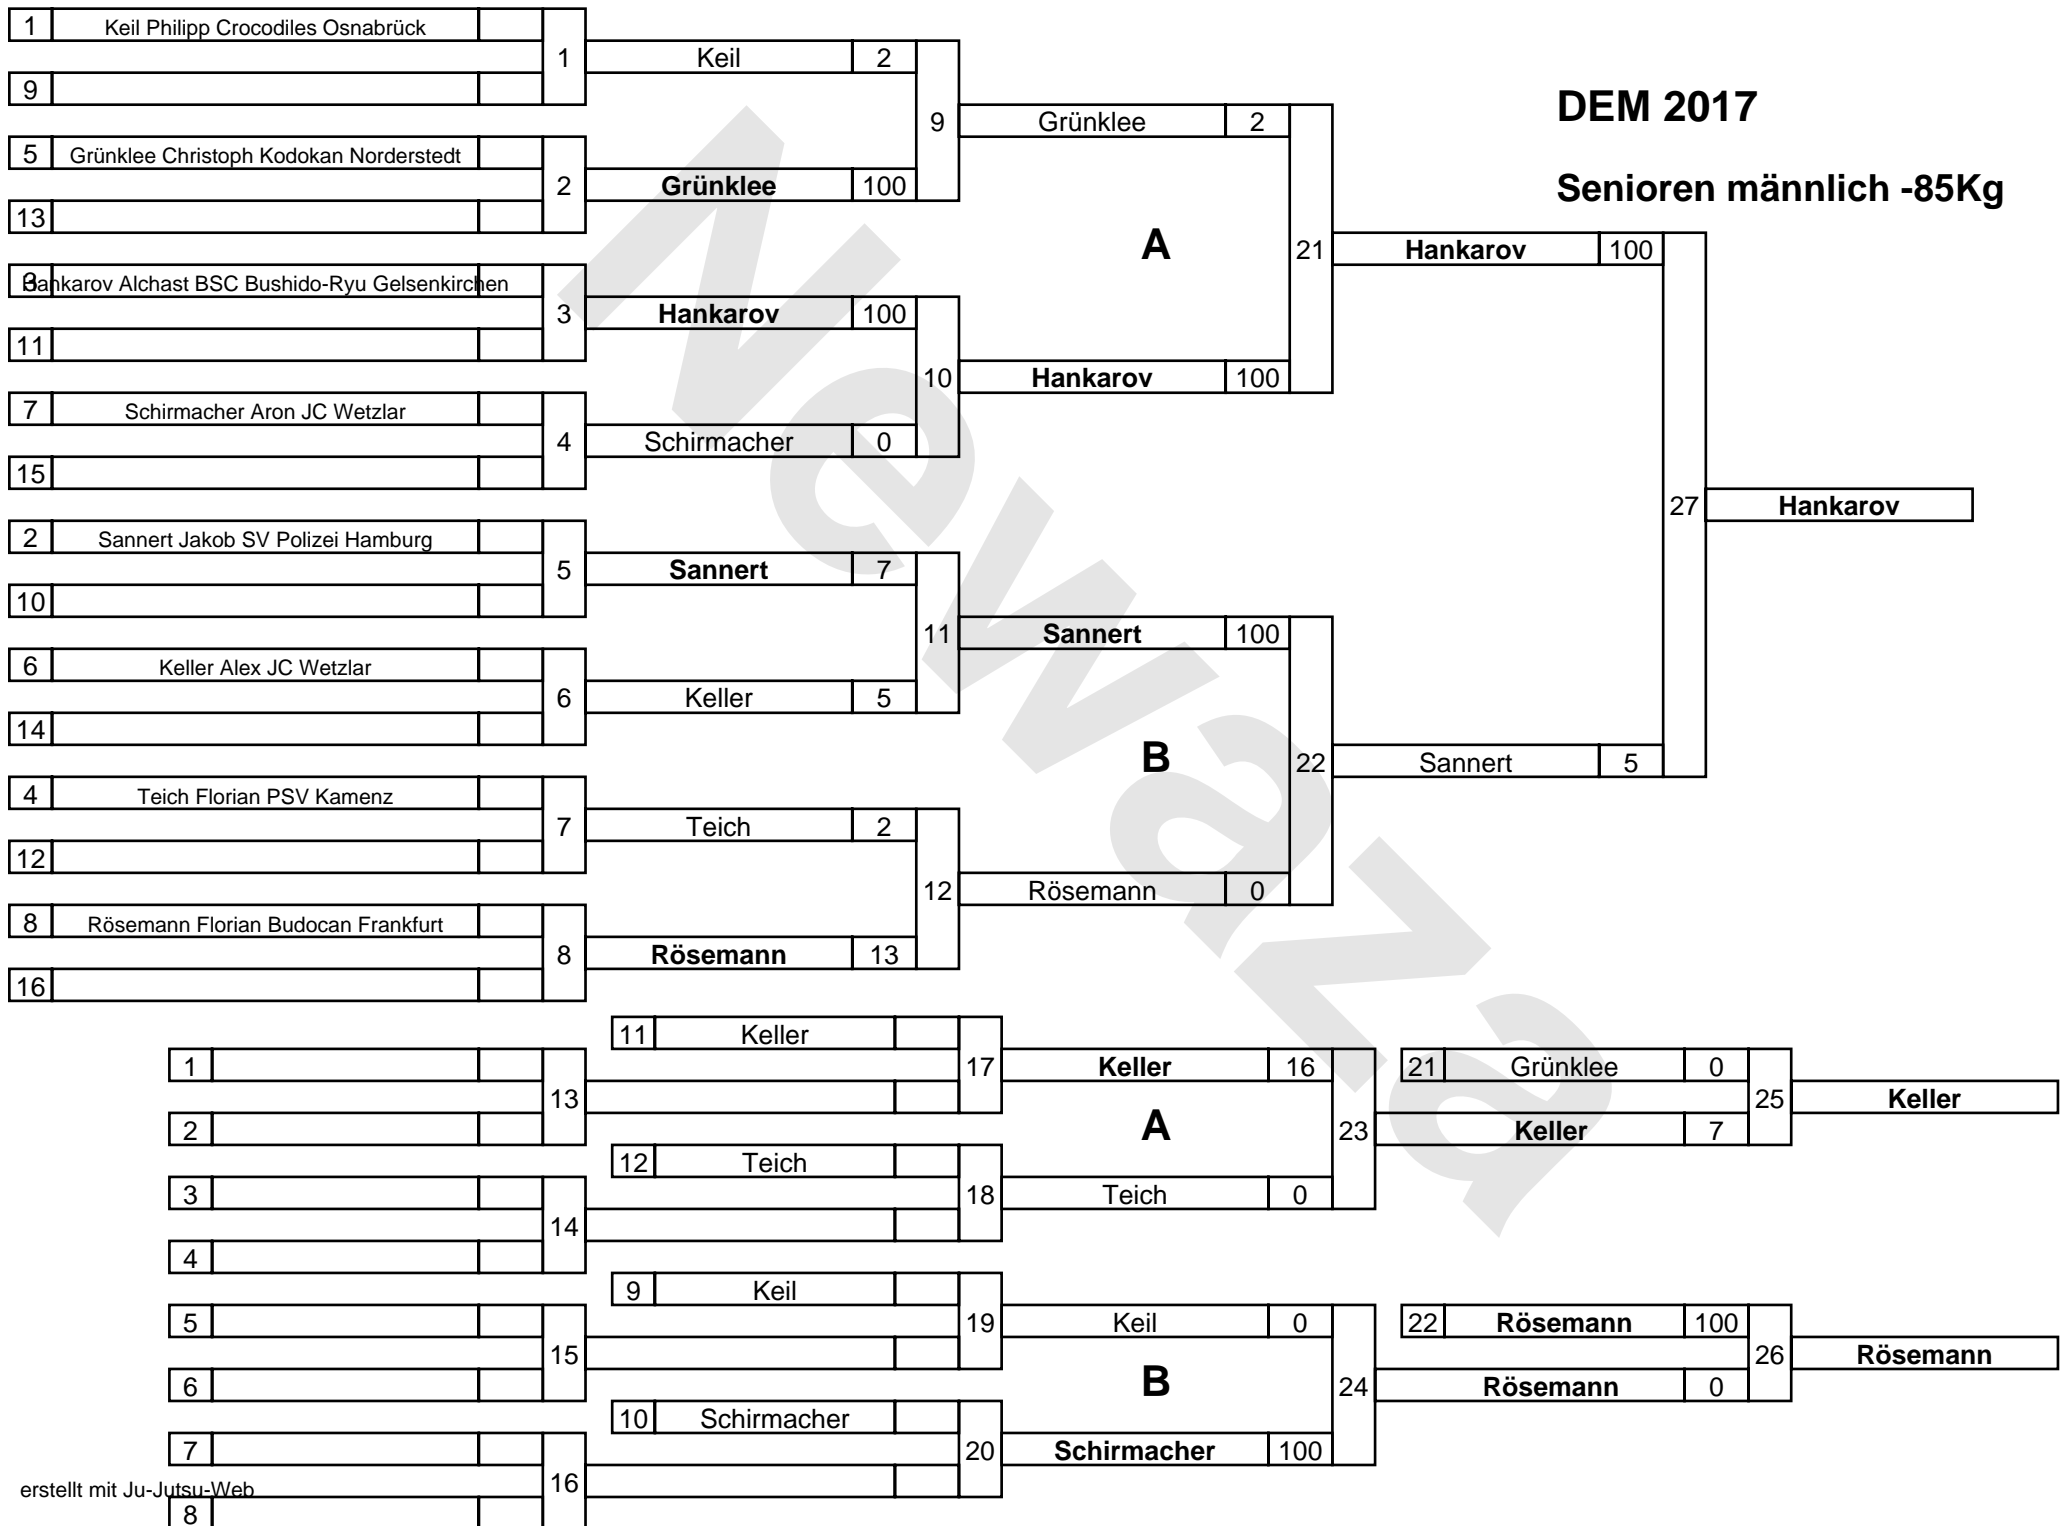 DEM 2017
Senioren männlich -85Kg
1 Keil Philipp Crocodiles Osnabrück
9
1
5 Grünklee Christoph Kodokan Norderstedt
13
2
3 Hankarov Alchast BSC Bushido-Ryu Gelsenkirchen
11
3
7 Schirmacher Aron JC Wetzlar
15
4
2 Sannert Jakob SV Polizei Hamburg
10
5
6 Keller Alex JC Wetzlar
14
6
4 Teich Florian PSV Kamenz
12
7
8 Rösemann Florian Budocan Frankfurt
16
8
Keil 2
Grünklee 100
9
Hankarov 100
Schirmacher 0
10
Sannert 7
Keller 5
11
Teich 2
Rösemann 13
12
Grünklee 2
A
Hankarov 100
21
Sannert 100
B
Rösemann 0
22
Hankarov 100
Sannert 5
27
Hankarov
1
2
13
3
4
14
5
6
15
7
8
16
11 Keller
17
12 Teich
18
9 Keil
19
10 Schirmacher
20
Keller 16
A
Teich 0
23
Keil 0
B
Schirmacher 100
24
21 Grünklee 0
Keller 7
25
Keller
22 Rösemann 100
Rösemann 0
26
Rösemann
erstellt mit Ju-Jutsu-Web
Newaza